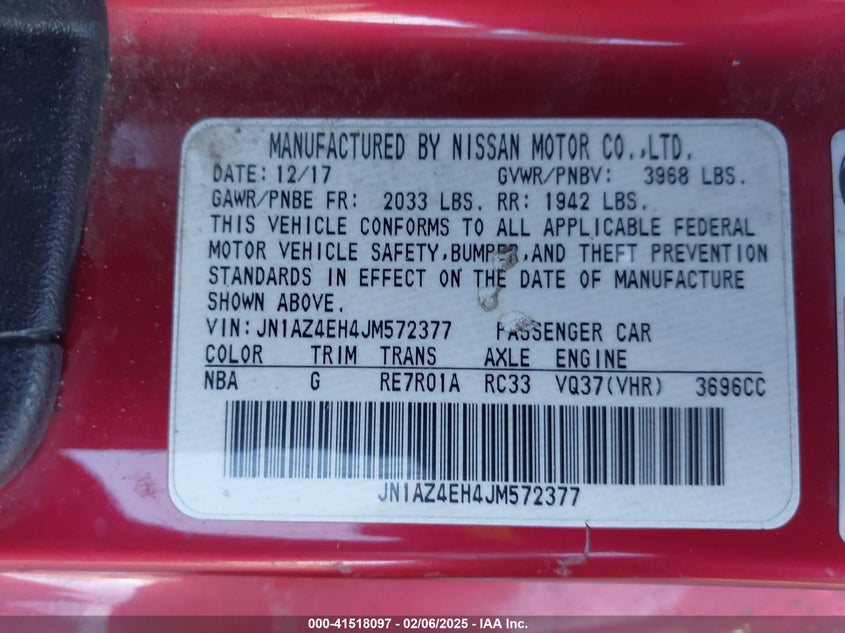 MANUFACTURED BY NISSAN MOTOR CO.,LTD.
DATE: 12/17 GVWR/PNBV: 3968 LBS.
GAWR/PNBE FR: 2033 LBS. RR: 1942 LBS.
THIS VEHICLE CONFORMS TO ALL APPLICABLE FEDERAL
MOTOR VEHICLE SAFETY,BUMPER,AND THEFT PREVENTION
STANDARDS IN EFFECT ON THE DATE OF MANUFACTURE
SHOWN ABOVE.
VIN:JN1AZ4EH4JM572377 PASSENGER CAR
COLOR TRIM TRANS AXLE ENGINE
NBA G RE7R01A RC33 VQ37(VHR) 3696CC
JN1AZ4EH4JM572377
000-41518097 - 02/06/2025 - IAA Inc.